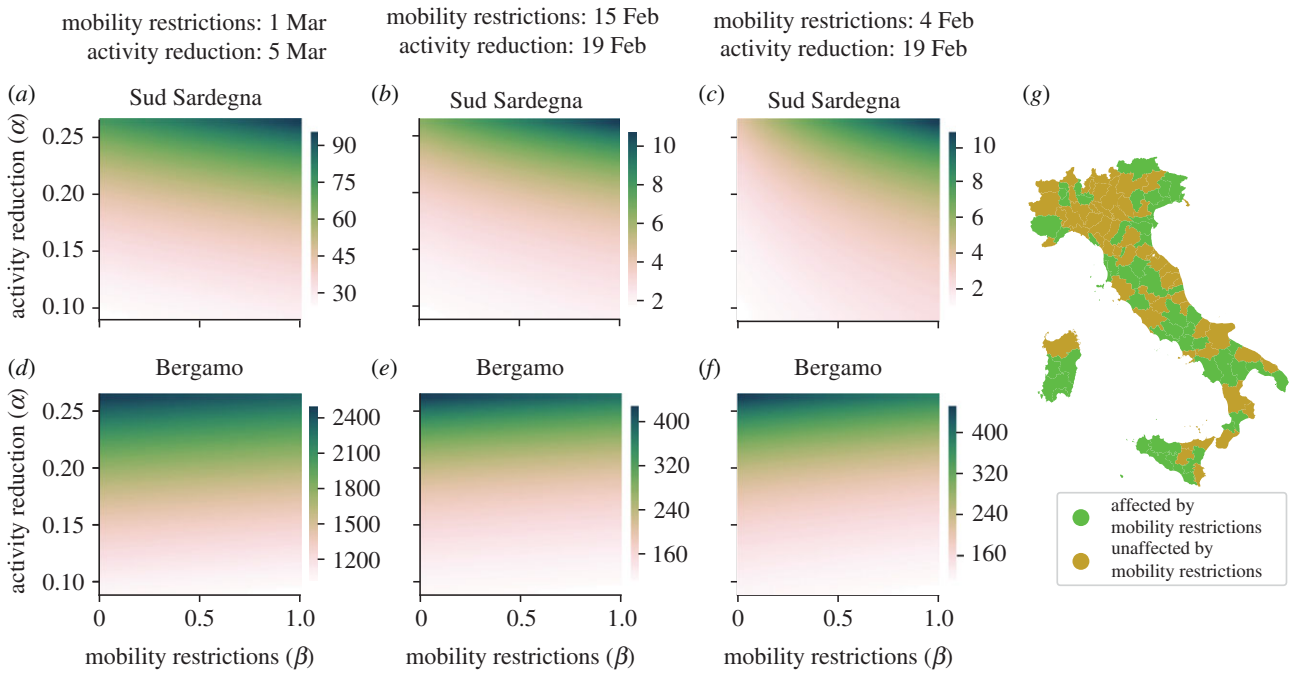 mobility restrictions: 1 Mar
activity reduction: 5 Mar
mobility restrictions: 15 Feb
activity reduction: 19 Feb
mobility restrictions: 4 Feb
activity reduction: 19 Feb
(a)
Sud Sardegna
activity reduction (α)
0.25
0.20
0.15
0.10
90
75
60
45
30
(b)
Sud Sardegna
10
8
6
4
2
(c)
Sud Sardegna
10
8
6
4
2
(g)
(d)
Bergamo
activity reduction (α)
0.25
0.20
0.15
0.10
0
0.5
1.0
mobility restrictions (β)
2400
2100
1800
1500
1200
(e)
Bergamo
0
0.5
1.0
mobility restrictions (β)
400
320
240
160
(f)
Bergamo
0
0.5
1.0
mobility restrictions (β)
400
320
240
160
affected by
mobility restrictions
unaffected by
mobility restrictions